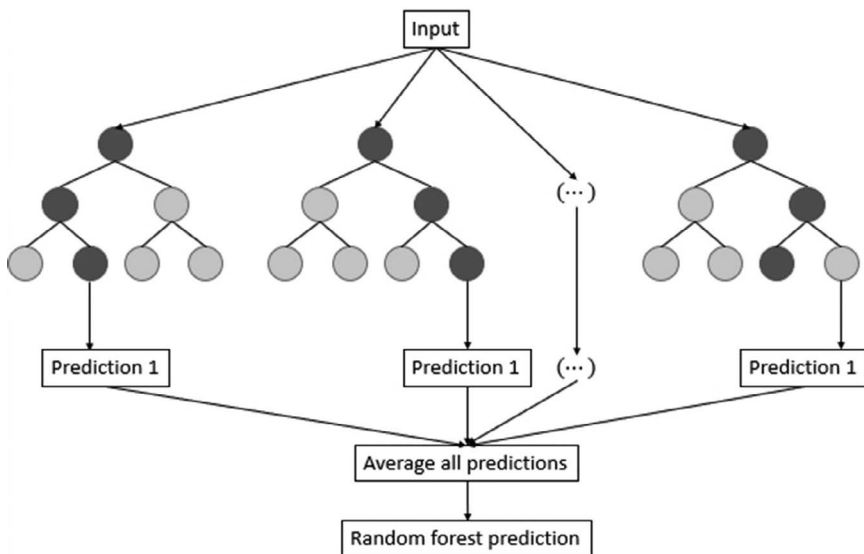 Input
(...)
Prediction 1
Prediction 1
(...)
Prediction 1
Average all predictions
Random forest prediction